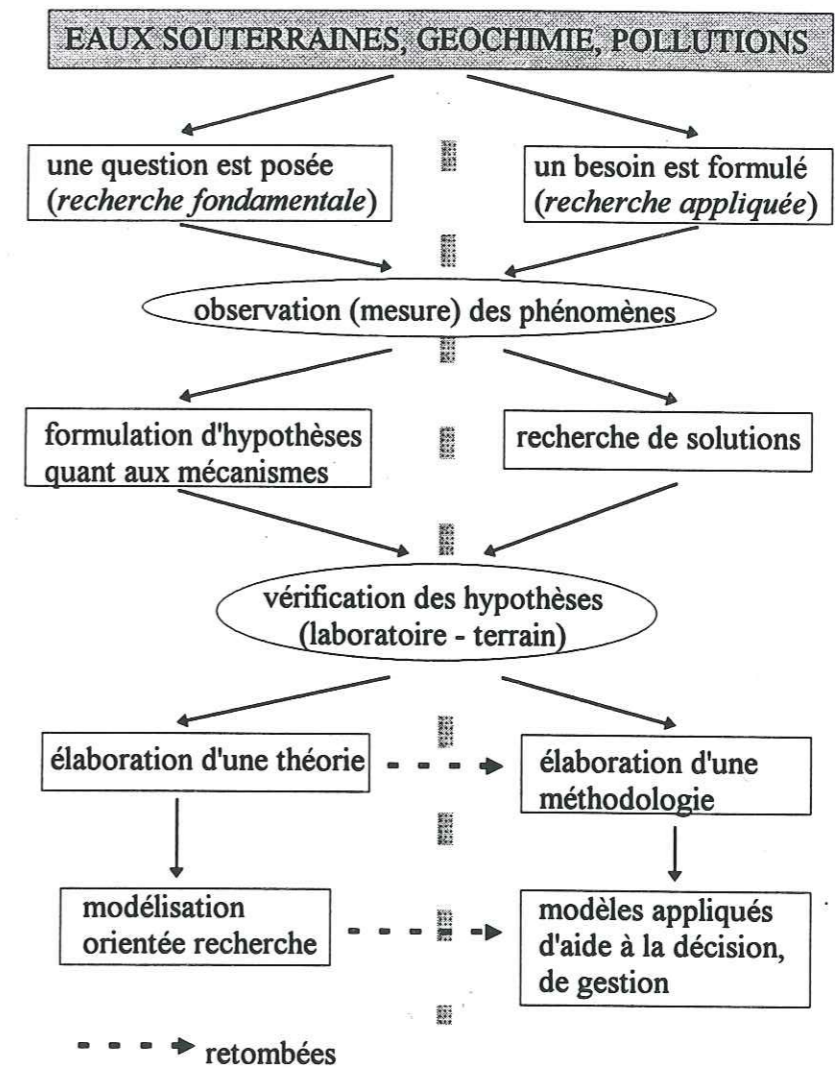 EAUX SOUTERRAINES, GEOCHIMIE, POLLUTIONS
une question est posée
(recherche fondamentale)
un besoin est formulé
(recherche appliquée)
observation (mesure) des phénomènes
formulation d'hypothèses
quant aux mécanismes
recherche de solutions
vérification des hypothèses
(laboratoire - terrain)
élaboration d'une théorie
élaboration d'une
méthodologie
modélisation
orientée recherche
modèles appliqués
d'aide à la décision,
de gestion
retombées